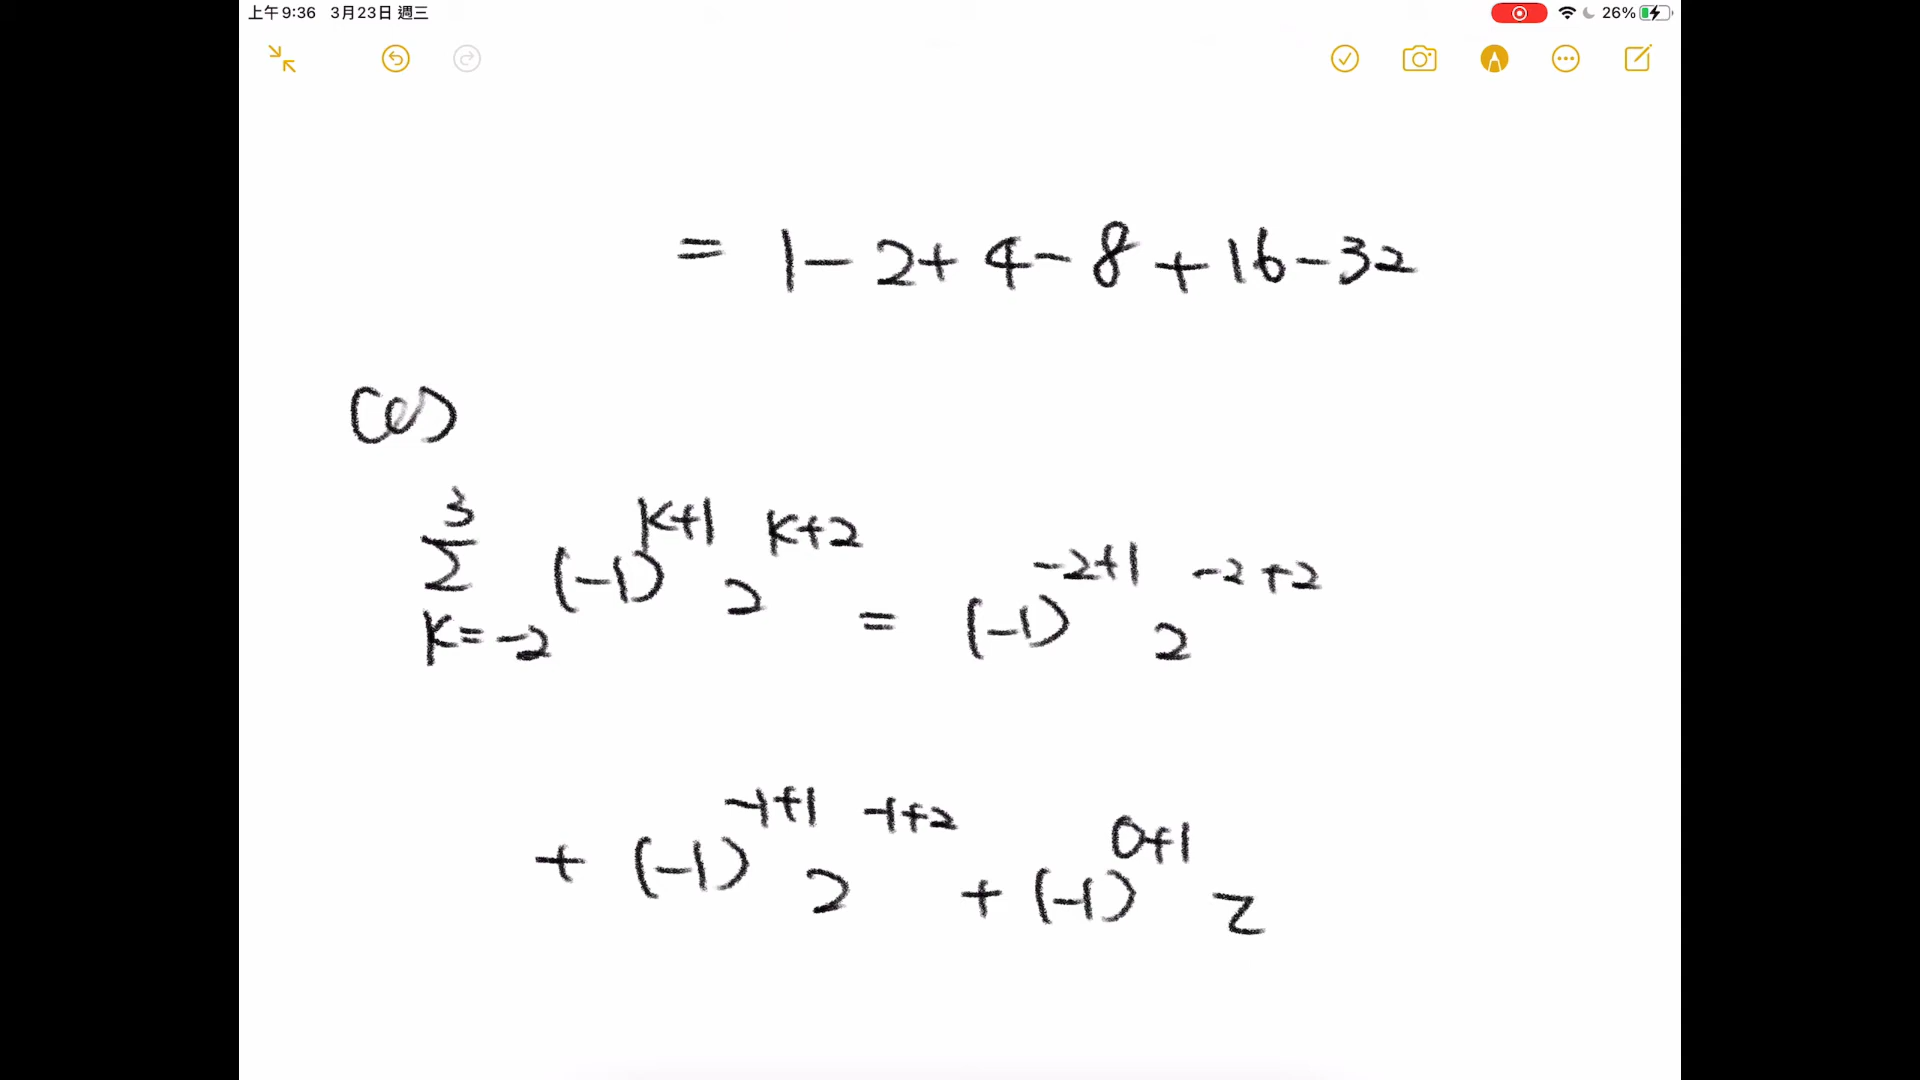 上午9:36 3月23日 週三 26%
= 1 - 2 + 4 - 8 + 16 - 32
(c)
3
Σ (-1)^{k+1} 2^{k+2} = (-1)^{-2+1} 2^{-2+2}
k=-2
+ (-1)^{-1+1} 2^{-1+2} + (-1)^{0+1} 2